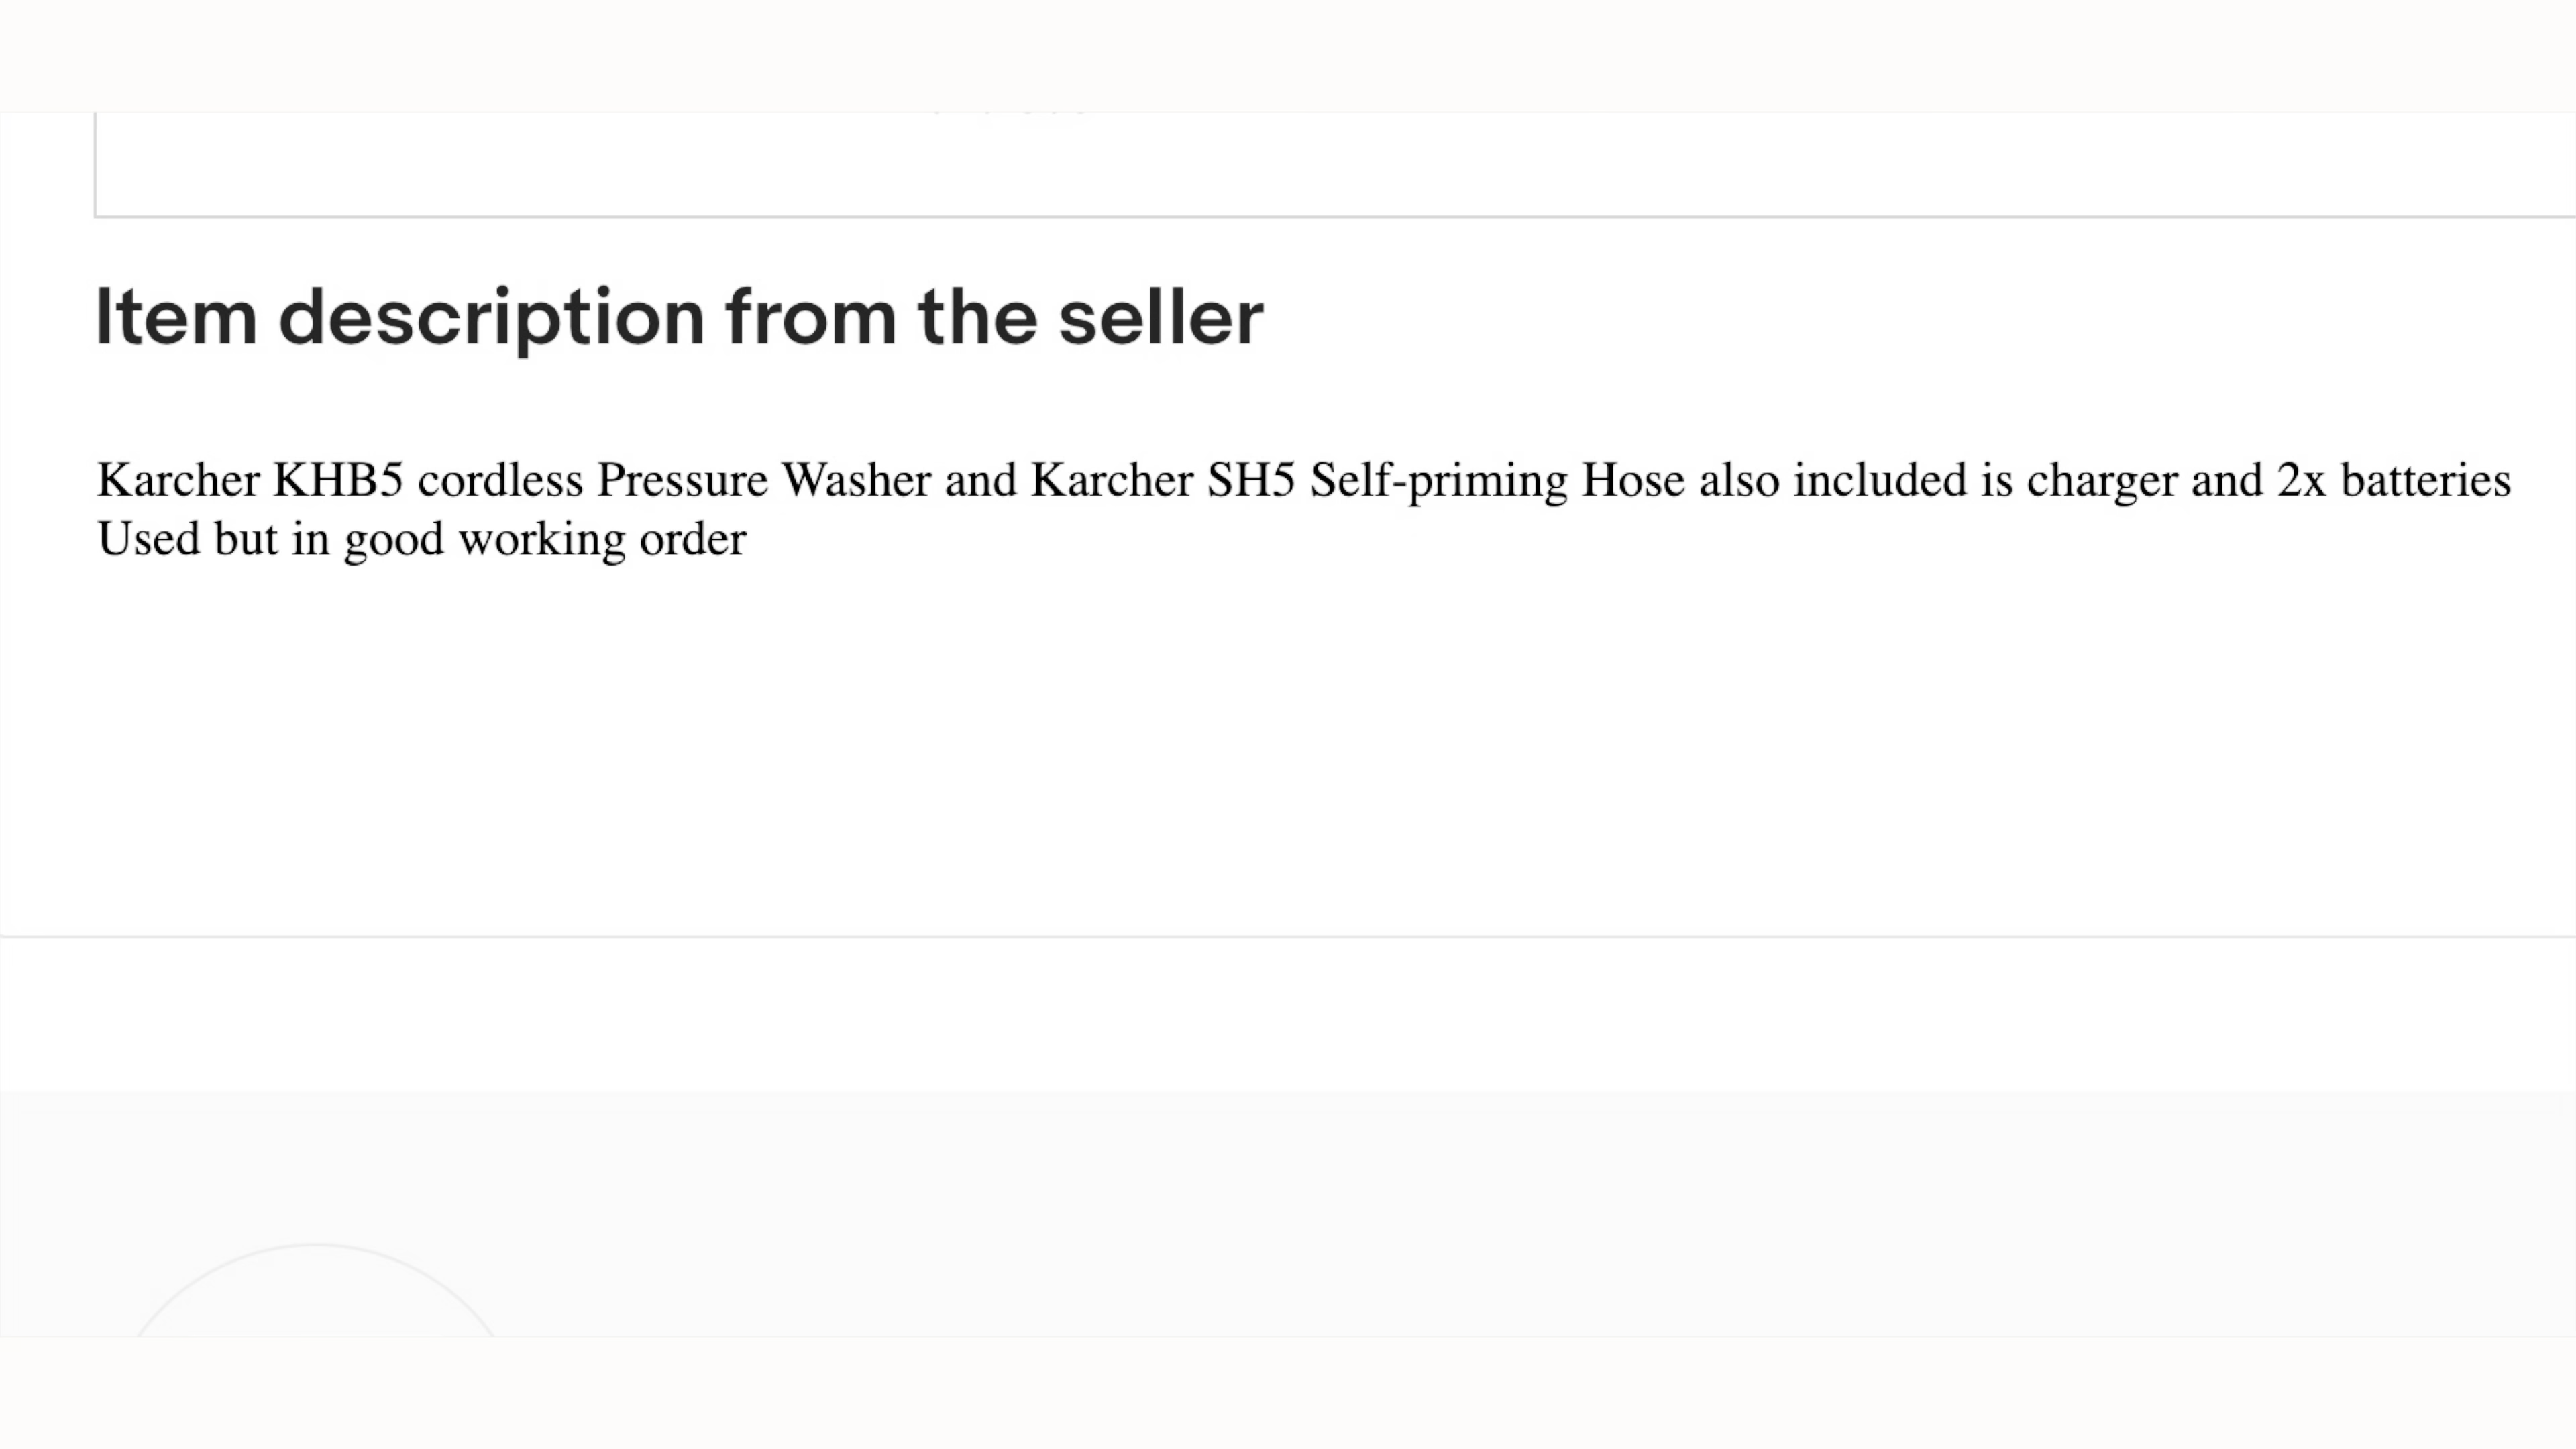 Item description from the seller
Karcher KHB5 cordless Pressure Washer and Karcher SH5 Self-priming Hose also included is charger and 2x batteries
Used but in good working order